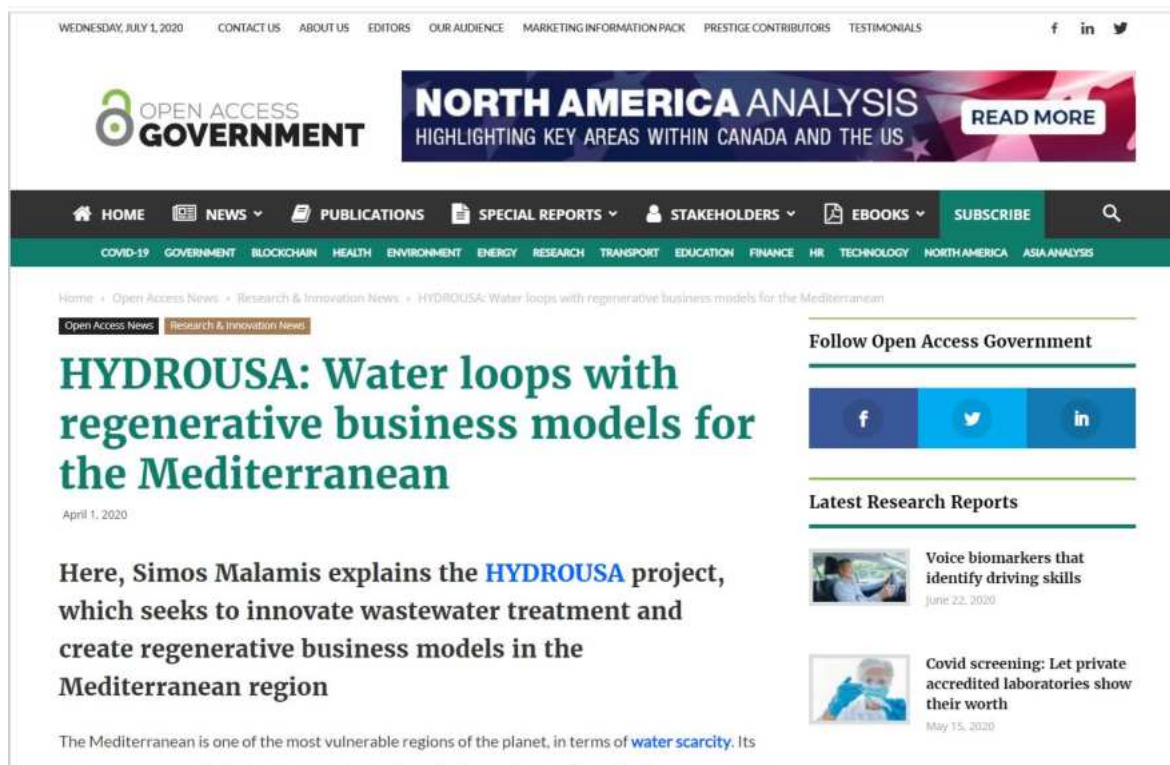 WEDNESDAY, JULY 1, 2020 CONTACT US ABOUT US EDITORS OUR AUDIENCE MARKETING INFORMATION PACK PRESTIGE CONTRIBUTORS TESTIMONIALS
OPEN ACCESS
GOVERNMENT
NORTH AMERICA ANALYSIS
HIGHLIGHTING KEY AREAS WITHIN CANADA AND THE US
READ MORE
HOME NEWS PUBLICATIONS SPECIAL REPORTS STAKEHOLDERS EBOOKS SUBSCRIBE
COVID-19 GOVERNMENT BLOCKCHAIN HEALTH ENVIRONMENT ENERGY RESEARCH TRANSPORT EDUCATION FINANCE HR TECHNOLOGY NORTH AMERICA ASIA ANALYSIS
Home › Open Access News › Research & Innovation News › HYDROUSA: Water loops with regenerative business models for the Mediterranean
Open Access News Research & Innovation News
HYDROUSA: Water loops with
regenerative business models for
the Mediterranean
April 1, 2020
Here, Simos Malamis explains the HYDROUSA project,
which seeks to innovate wastewater treatment and
create regenerative business models in the
Mediterranean region
The Mediterranean is one of the most vulnerable regions of the planet, in terms of water scarcity. Its
Follow Open Access Government
Latest Research Reports
Voice biomarkers that
identify driving skills
June 22, 2020
Covid screening: Let private
accredited laboratories show
their worth
May 15, 2020